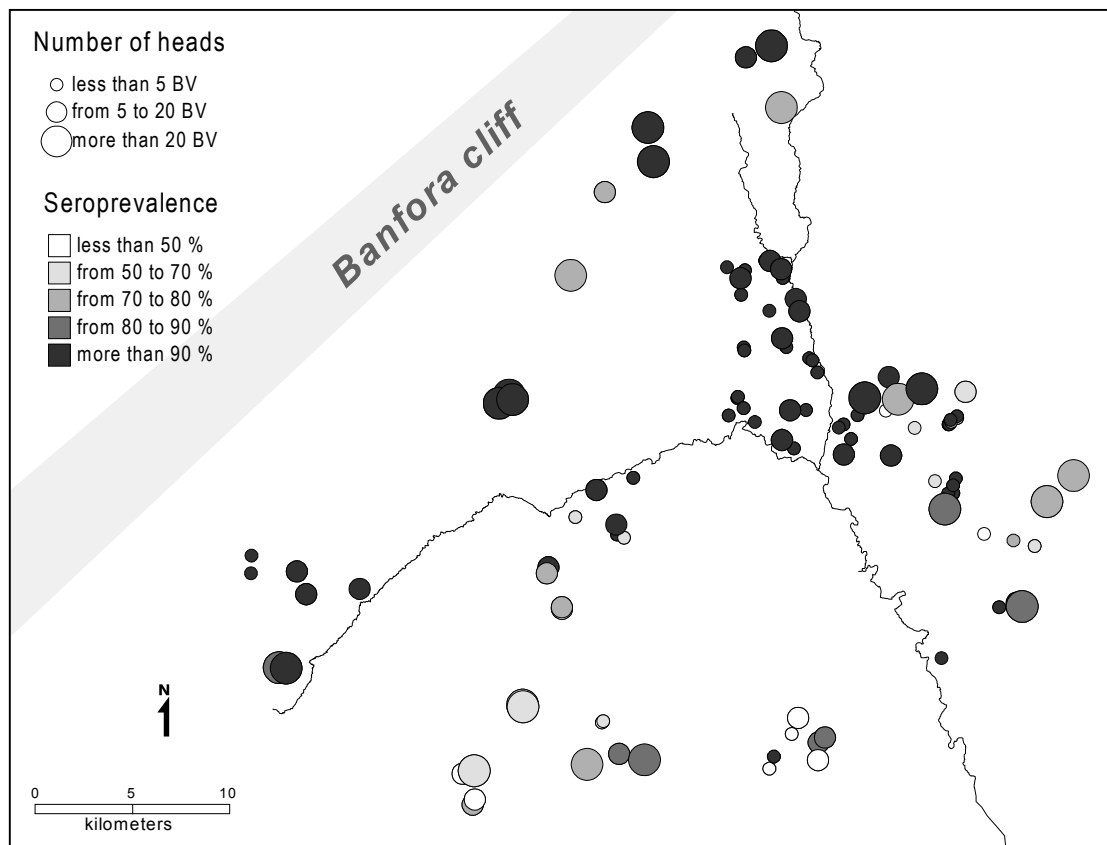 Number of heads
less than 5 BV
from 5 to 20 BV
more than 20 BV
Seroprevalence
less than 50 %
from 50 to 70 %
from 70 to 80 %
from 80 to 90 %
more than 90 %
Banfora cliff
N
0 5 10
kilometers